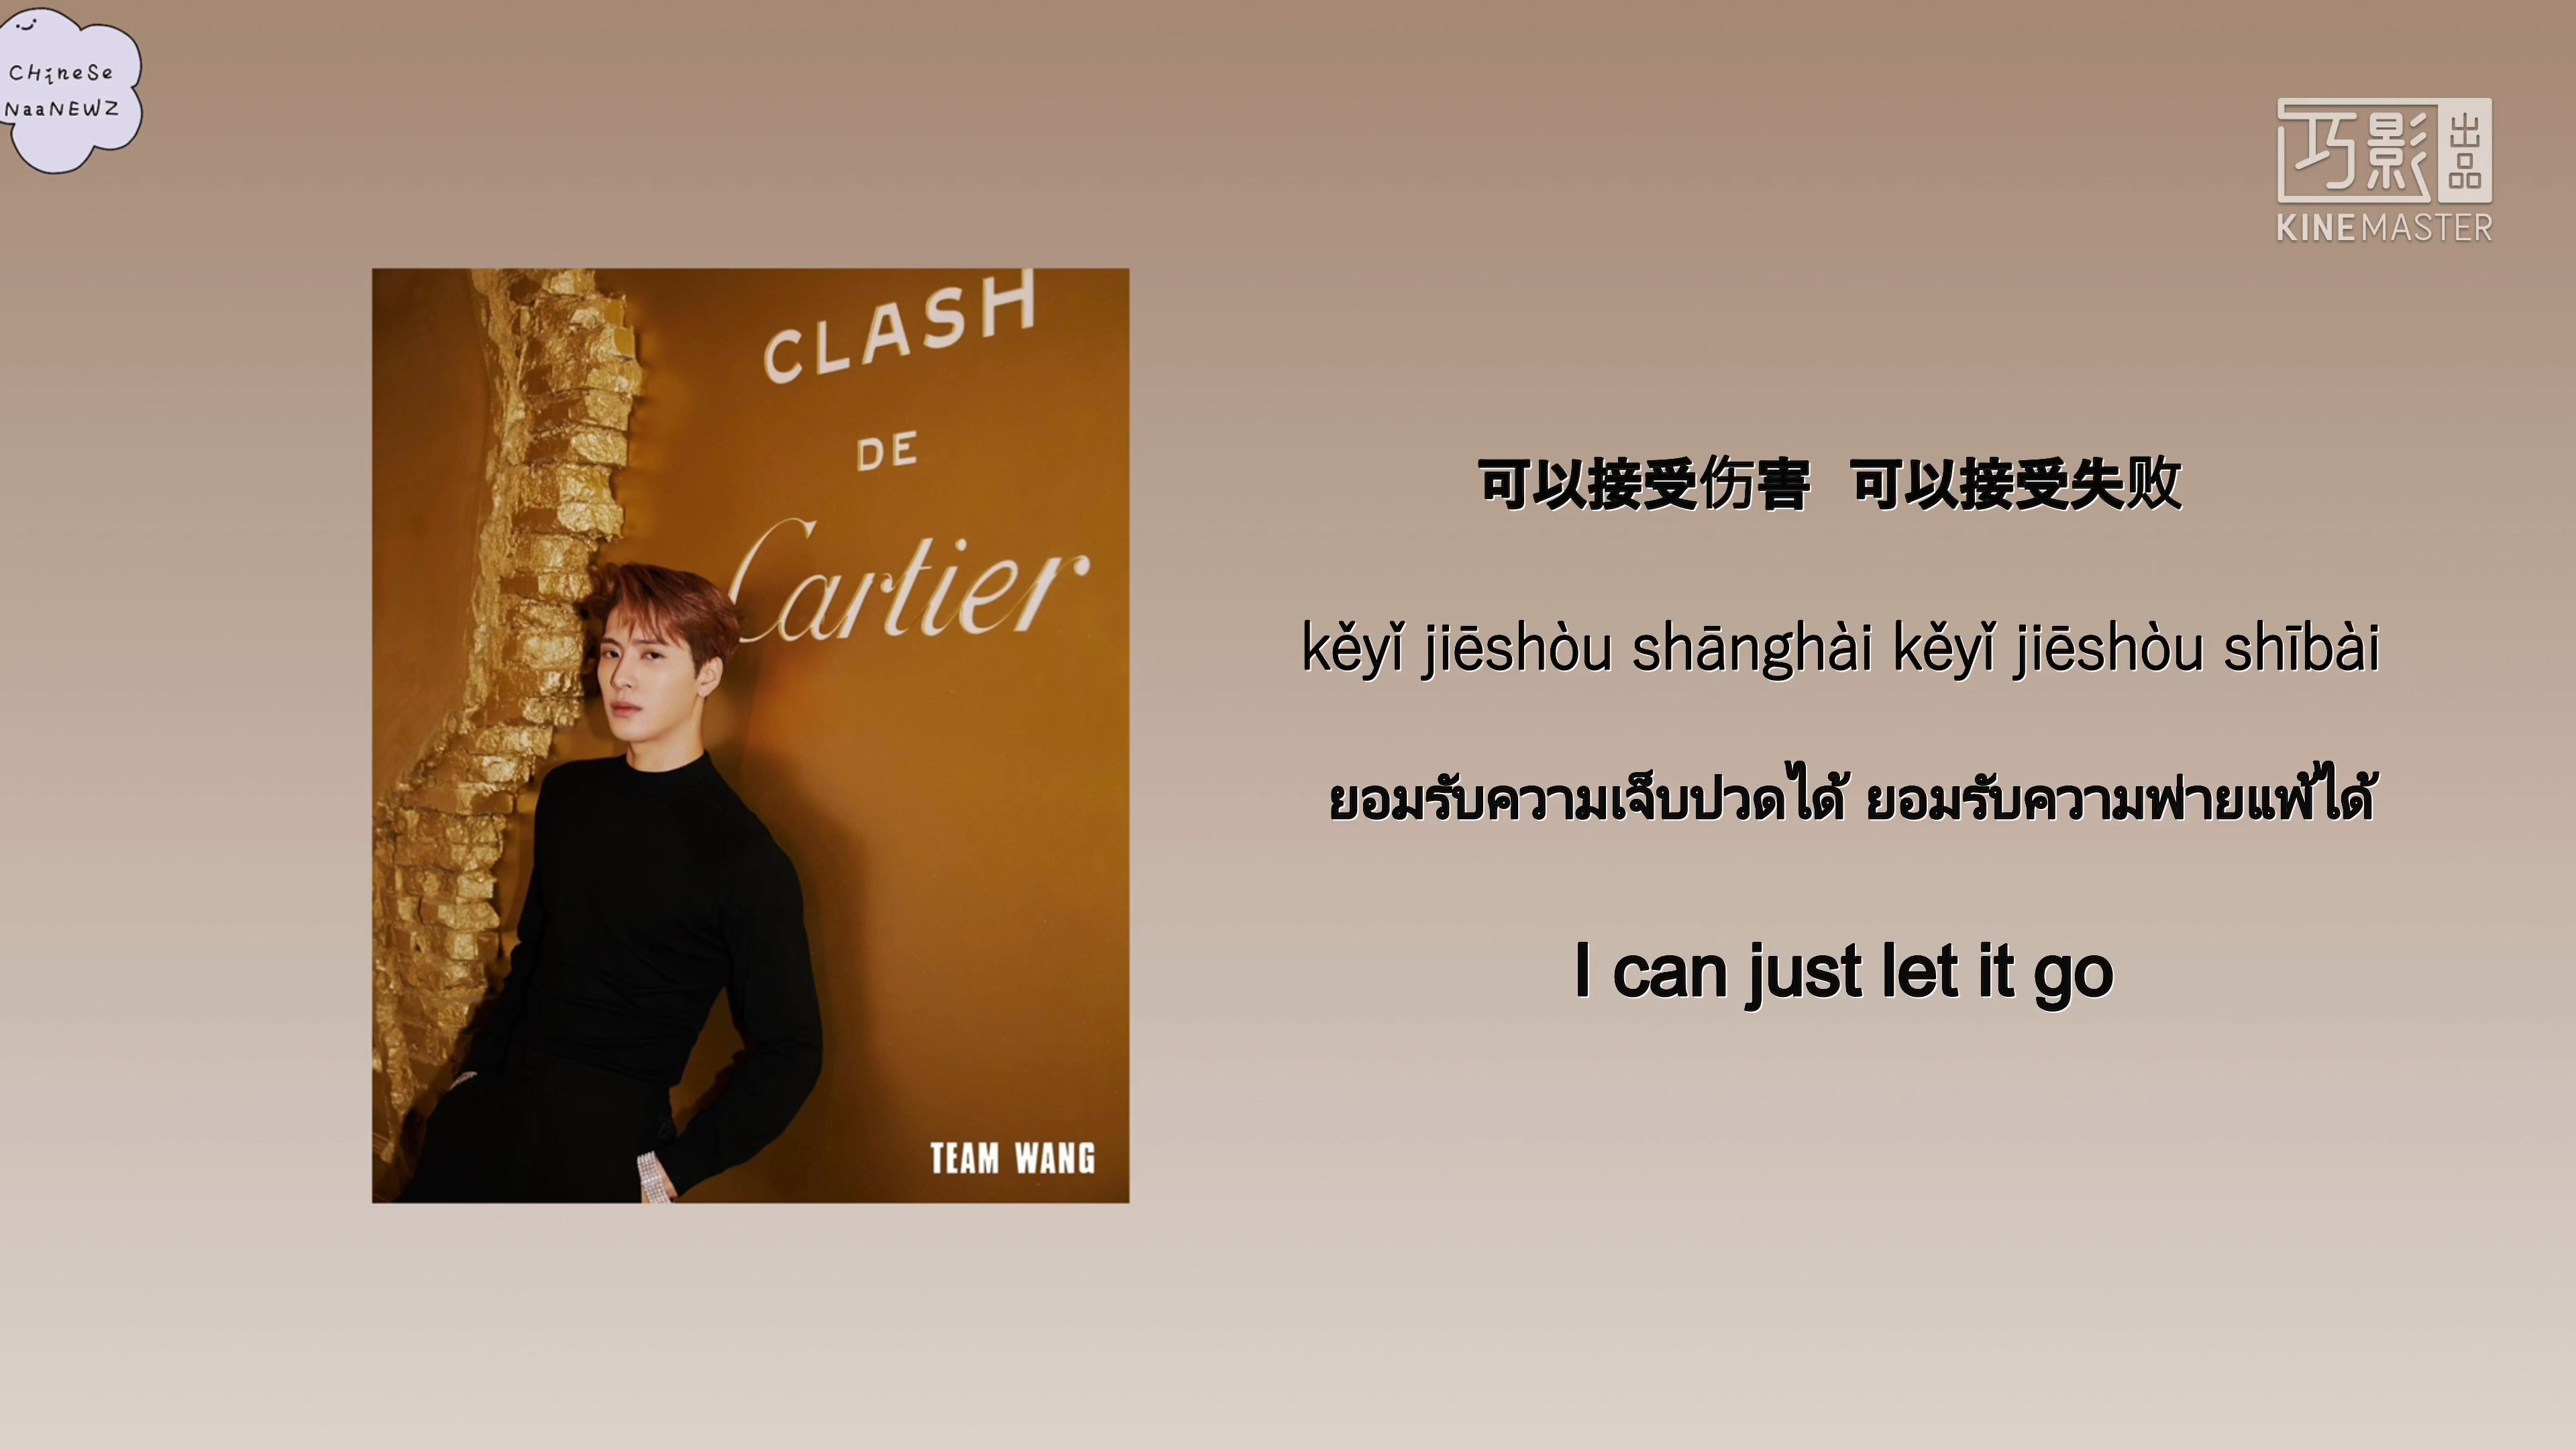 CHineSe
NaaNEWZ
巧影出品
KINEMASTER
CLASH
DE
Cartier
TEAM WANG
可以接受伤害 可以接受失败
kěyǐ jiēshòu shānghài kěyǐ jiēshòu shībài
ยอมรับความเจ็บปวดได้ ยอมรับความพ่ายแพ้ได้
I can just let it go